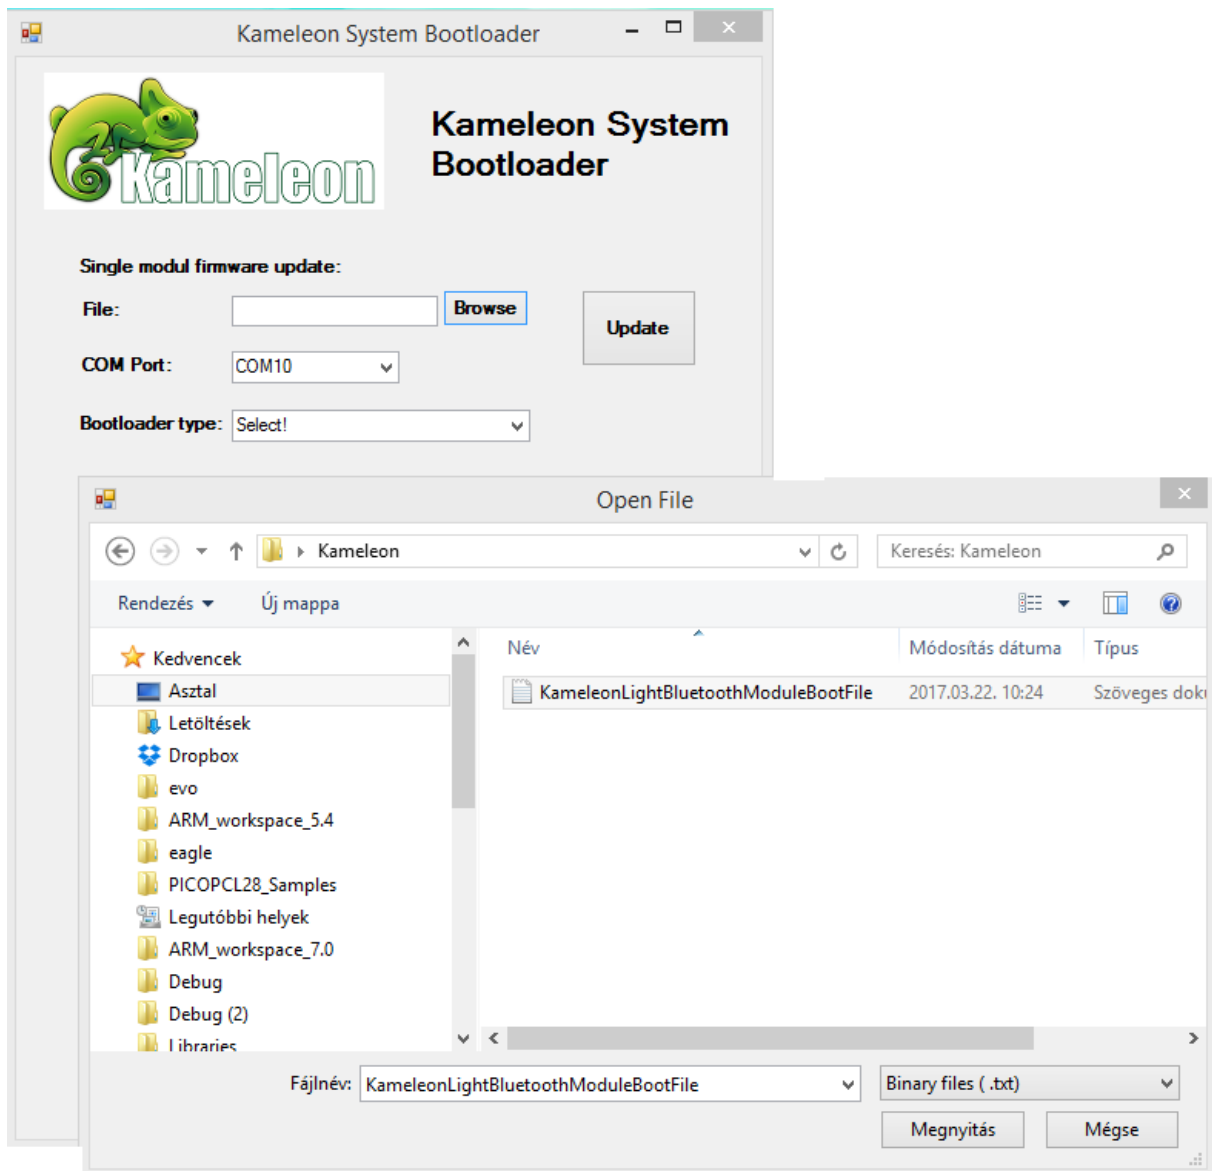 Kameleon System Bootloader
Kameleon
Kameleon System
Bootloader
Single modul firmware update:
File:
Browse
Update
COM Port:
COM10
Bootloader type:
Select!
Open File
Kameleon
Keresés: Kameleon
Rendezés
Új mappa
Név
Módosítás dátuma
Típus
Kedvencek
Asztal
KameleonLightBluetoothModuleBootFile
2017.03.22. 10:24
Szöveges doku
Letöltések
Dropbox
evo
ARM_workspace_5.4
eagle
PICOPCL28_Samples
Legutóbbi helyek
ARM_workspace_7.0
Debug
Debug (2)
Libraries
Fájlnév:
KameleonLightBluetoothModuleBootFile
Binary files ( .txt)
Megnyitás
Mégse